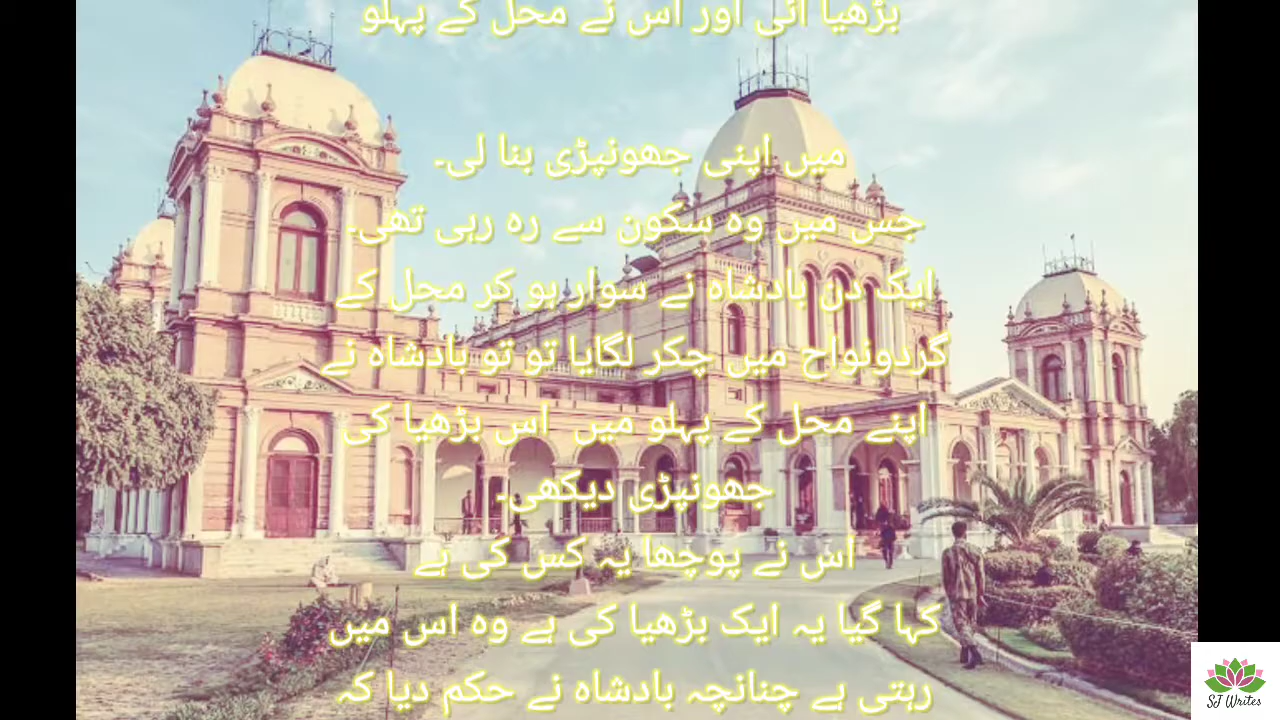 بڑھیا آئی اور اس نے محل کے پہلو
میں اپنی جھونپڑی بنا لی۔
جس میں وہ سکون سے رہ رہی تھی۔
ایک دن بادشاہ نے سوار ہو کر محل کے
گردونواح میں چکر لگایا تو تو بادشاہ نے
اپنے محل کے پہلو میں اس بڑھیا کی
جھونپڑی دیکھی۔
اس نے پوچھا یہ کس کی ہے
کہا گیا یہ ایک بڑھیا کی ہے وہ اس میں
رہتی ہے چنانچہ بادشاہ نے حکم دیا کہ
SJ Writes